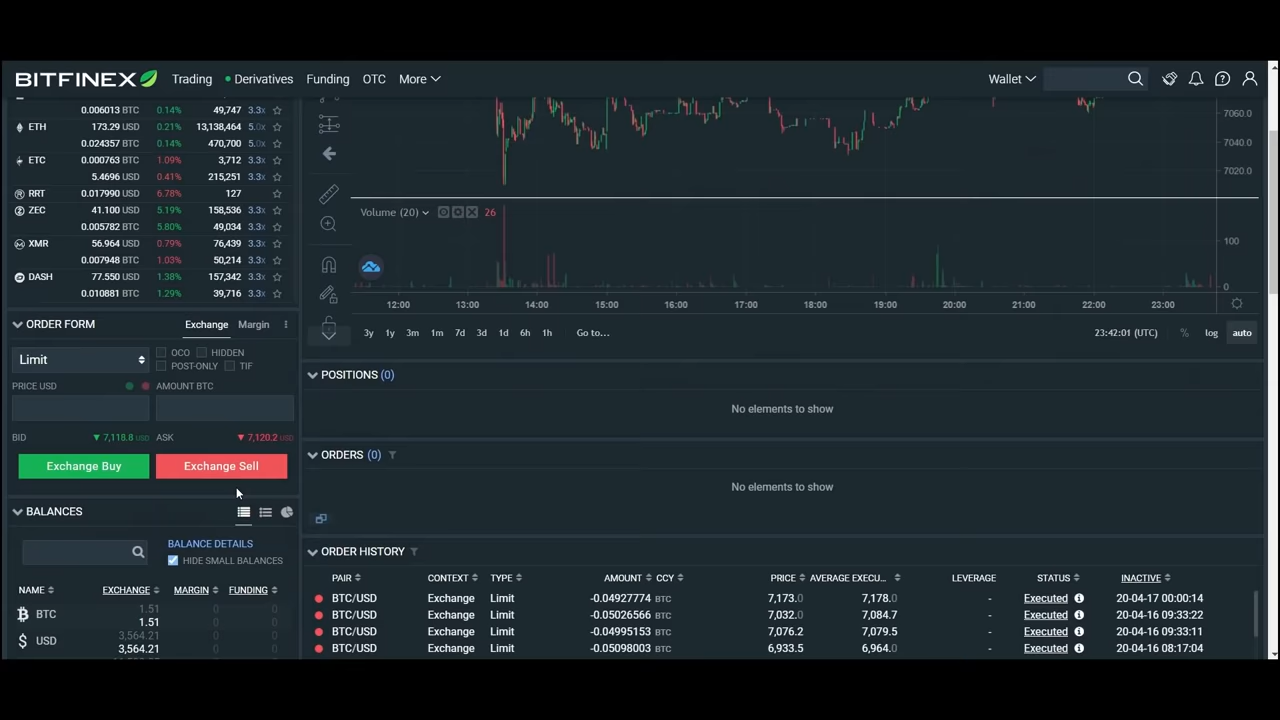 BITFINEX Trading Derivatives Funding OTC More Wallet
0.006013 BTC 0.14% 49,747 3.3x
ETH 173.29 USD 0.21% 13,138,464 5.0x
0.024357 BTC 0.14% 470,700 5.0x
ETC 0.000763 BTC 1.09% 3,712 3.3x
5.4696 USD 0.41% 215,251 3.3x
RRT 0.017990 USD 6.78% 127
ZEC 41.100 USD 5.19% 158,536 3.3x
0.005782 BTC 5.80% 49,034 3.3x
XMR 56.964 USD 0.79% 76,439 3.3x
0.007948 BTC 1.03% 50,214 3.3x
DASH 77.550 USD 1.38% 157,342 3.3x
0.010881 BTC 1.29% 39,716 3.3x
7060.0
7040.0
7020.0
Volume (20) 26
100
0
12:00 13:00 14:00 15:00 16:00 17:00 18:00 19:00 20:00 21:00 22:00 23:00
3y 1y 3m 1m 7d 3d 1d 6h 1h Go to... 23:42:01 (UTC) % log auto
ORDER FORM Exchange Margin
Limit OCO HIDDEN
POST-ONLY TIF
PRICE USD AMOUNT BTC
BID 7,118.8 USD ASK 7,120.2 USD
Exchange Buy Exchange Sell
BALANCES
BALANCE DETAILS
HIDE SMALL BALANCES
NAME EXCHANGE MARGIN FUNDING
BTC 1.51 0 0
1.51 0 0
USD 3,564.21 0 0
3,564.21 0 0
POSITIONS (0)
No elements to show
ORDERS (0)
No elements to show
ORDER HISTORY
PAIR CONTEXT TYPE AMOUNT CCY PRICE AVERAGE EXECU... LEVERAGE STATUS INACTIVE
BTC/USD Exchange Limit -0.04927774 BTC 7,173.0 7,178.0 - Executed 20-04-17 00:00:14
BTC/USD Exchange Limit -0.05026566 BTC 7,032.0 7,084.7 - Executed 20-04-16 09:33:22
BTC/USD Exchange Limit -0.04995153 BTC 7,076.2 7,079.5 - Executed 20-04-16 09:33:11
BTC/USD Exchange Limit -0.05098003 BTC 6,933.5 6,964.0 - Executed 20-04-16 08:17:04